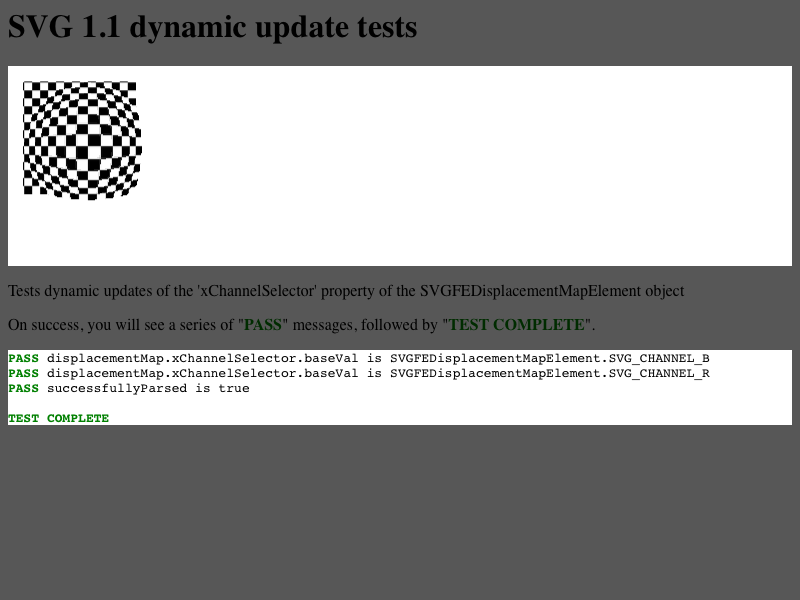 SVG 1.1 dynamic update tests
Tests dynamic updates of the 'xChannelSelector' property of the SVGFEDisplacementMapElement object
On success, you will see a series of "PASS" messages, followed by "TEST COMPLETE".
PASS displacementMap.xChannelSelector.baseVal is SVGFEDisplacementMapElement.SVG_CHANNEL_B
PASS displacementMap.xChannelSelector.baseVal is SVGFEDisplacementMapElement.SVG_CHANNEL_R
PASS successfullyParsed is true
TEST COMPLETE